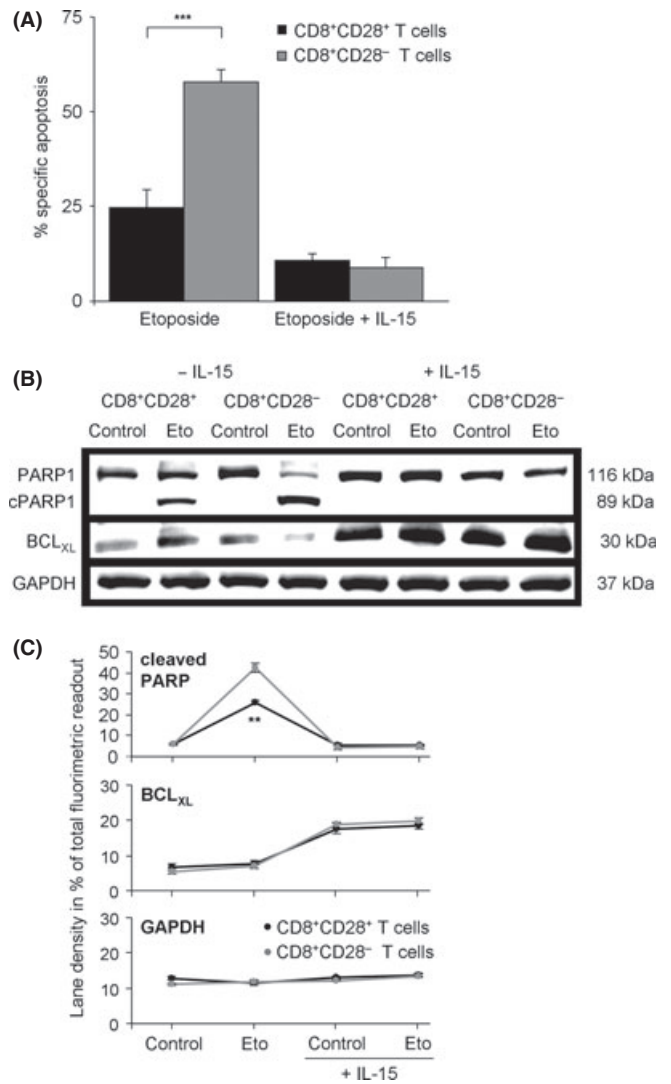 (A)
75
50
25
0
% specific apoptosis
***
CD8⁺CD28⁺ T cells
CD8⁺CD28⁻ T cells
Etoposide
Etoposide + IL-15
(B)
– IL-15
+ IL-15
CD8⁺CD28⁺
CD8⁺CD28⁻
CD8⁺CD28⁺
CD8⁺CD28⁻
Control Eto Control Eto Control Eto Control Eto
PARP1
116 kDa
cPARP1
89 kDa
BCL_XL
30 kDa
GAPDH
37 kDa
(C)
Lane density in % of total fluorimetric readout
cleaved
PARP
50
40
30
20
10
0
**
BCL_XL
30
20
10
0
GAPDH
CD8⁺CD28⁺ T cells
CD8⁺CD28⁻ T cells
30
20
10
0
Control Eto Control Eto
+ IL-15